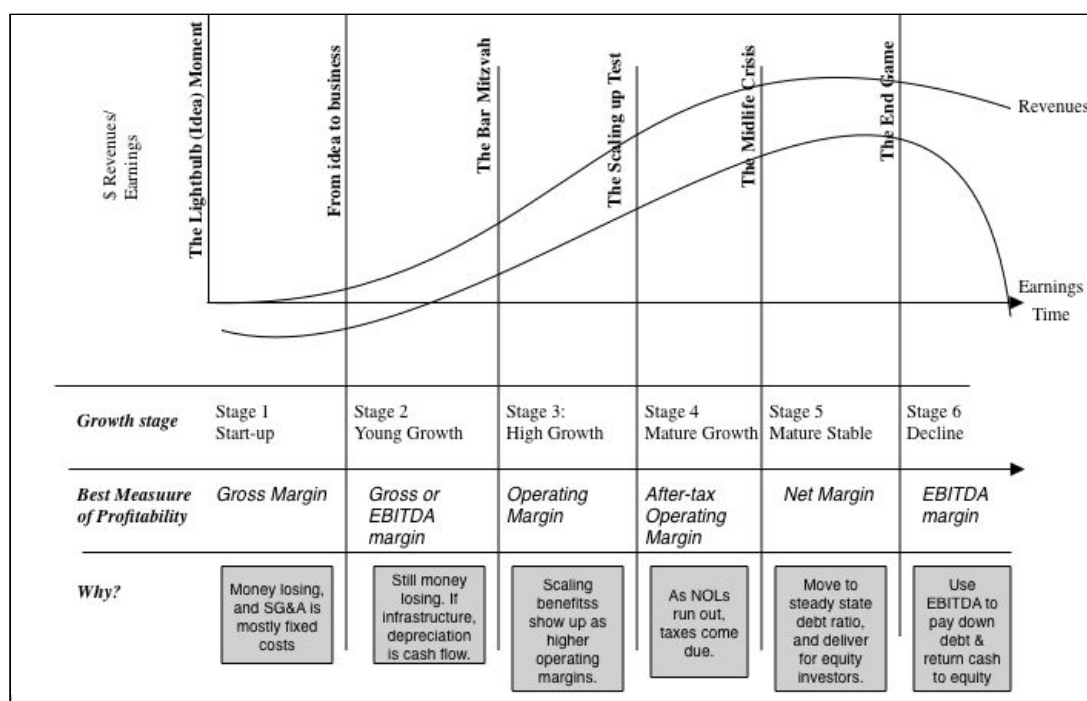 $ Revenues/
Earnings
The Lightbulb (Idea) Moment
From idea to business
The Bar Mitzvah
The Scaling up Test
The Midlife Crisis
The End Game
Revenues
Earnings
Time
Growth stage
Stage 1
Start-up
Stage 2
Young Growth
Stage 3:
High Growth
Stage 4
Mature Growth
Stage 5
Mature Stable
Stage 6
Decline
Best Measuure
of Profitability
Gross Margin
Gross or
EBITDA
margin
Operating
Margin
After-tax
Operating
Margin
Net Margin
EBITDA
margin
Why?
Money losing,
and SG&A is
mostly fixed
costs
Still money
losing. If
infrastructure,
depreciation
is cash flow.
Scaling
benefitss
show up as
higher
operating
margins.
As NOLs
run out,
taxes come
due.
Move to
steady state
debt ratio,
and deliver
for equity
investors.
Use
EBITDA to
pay down
debt &
return cash
to equity